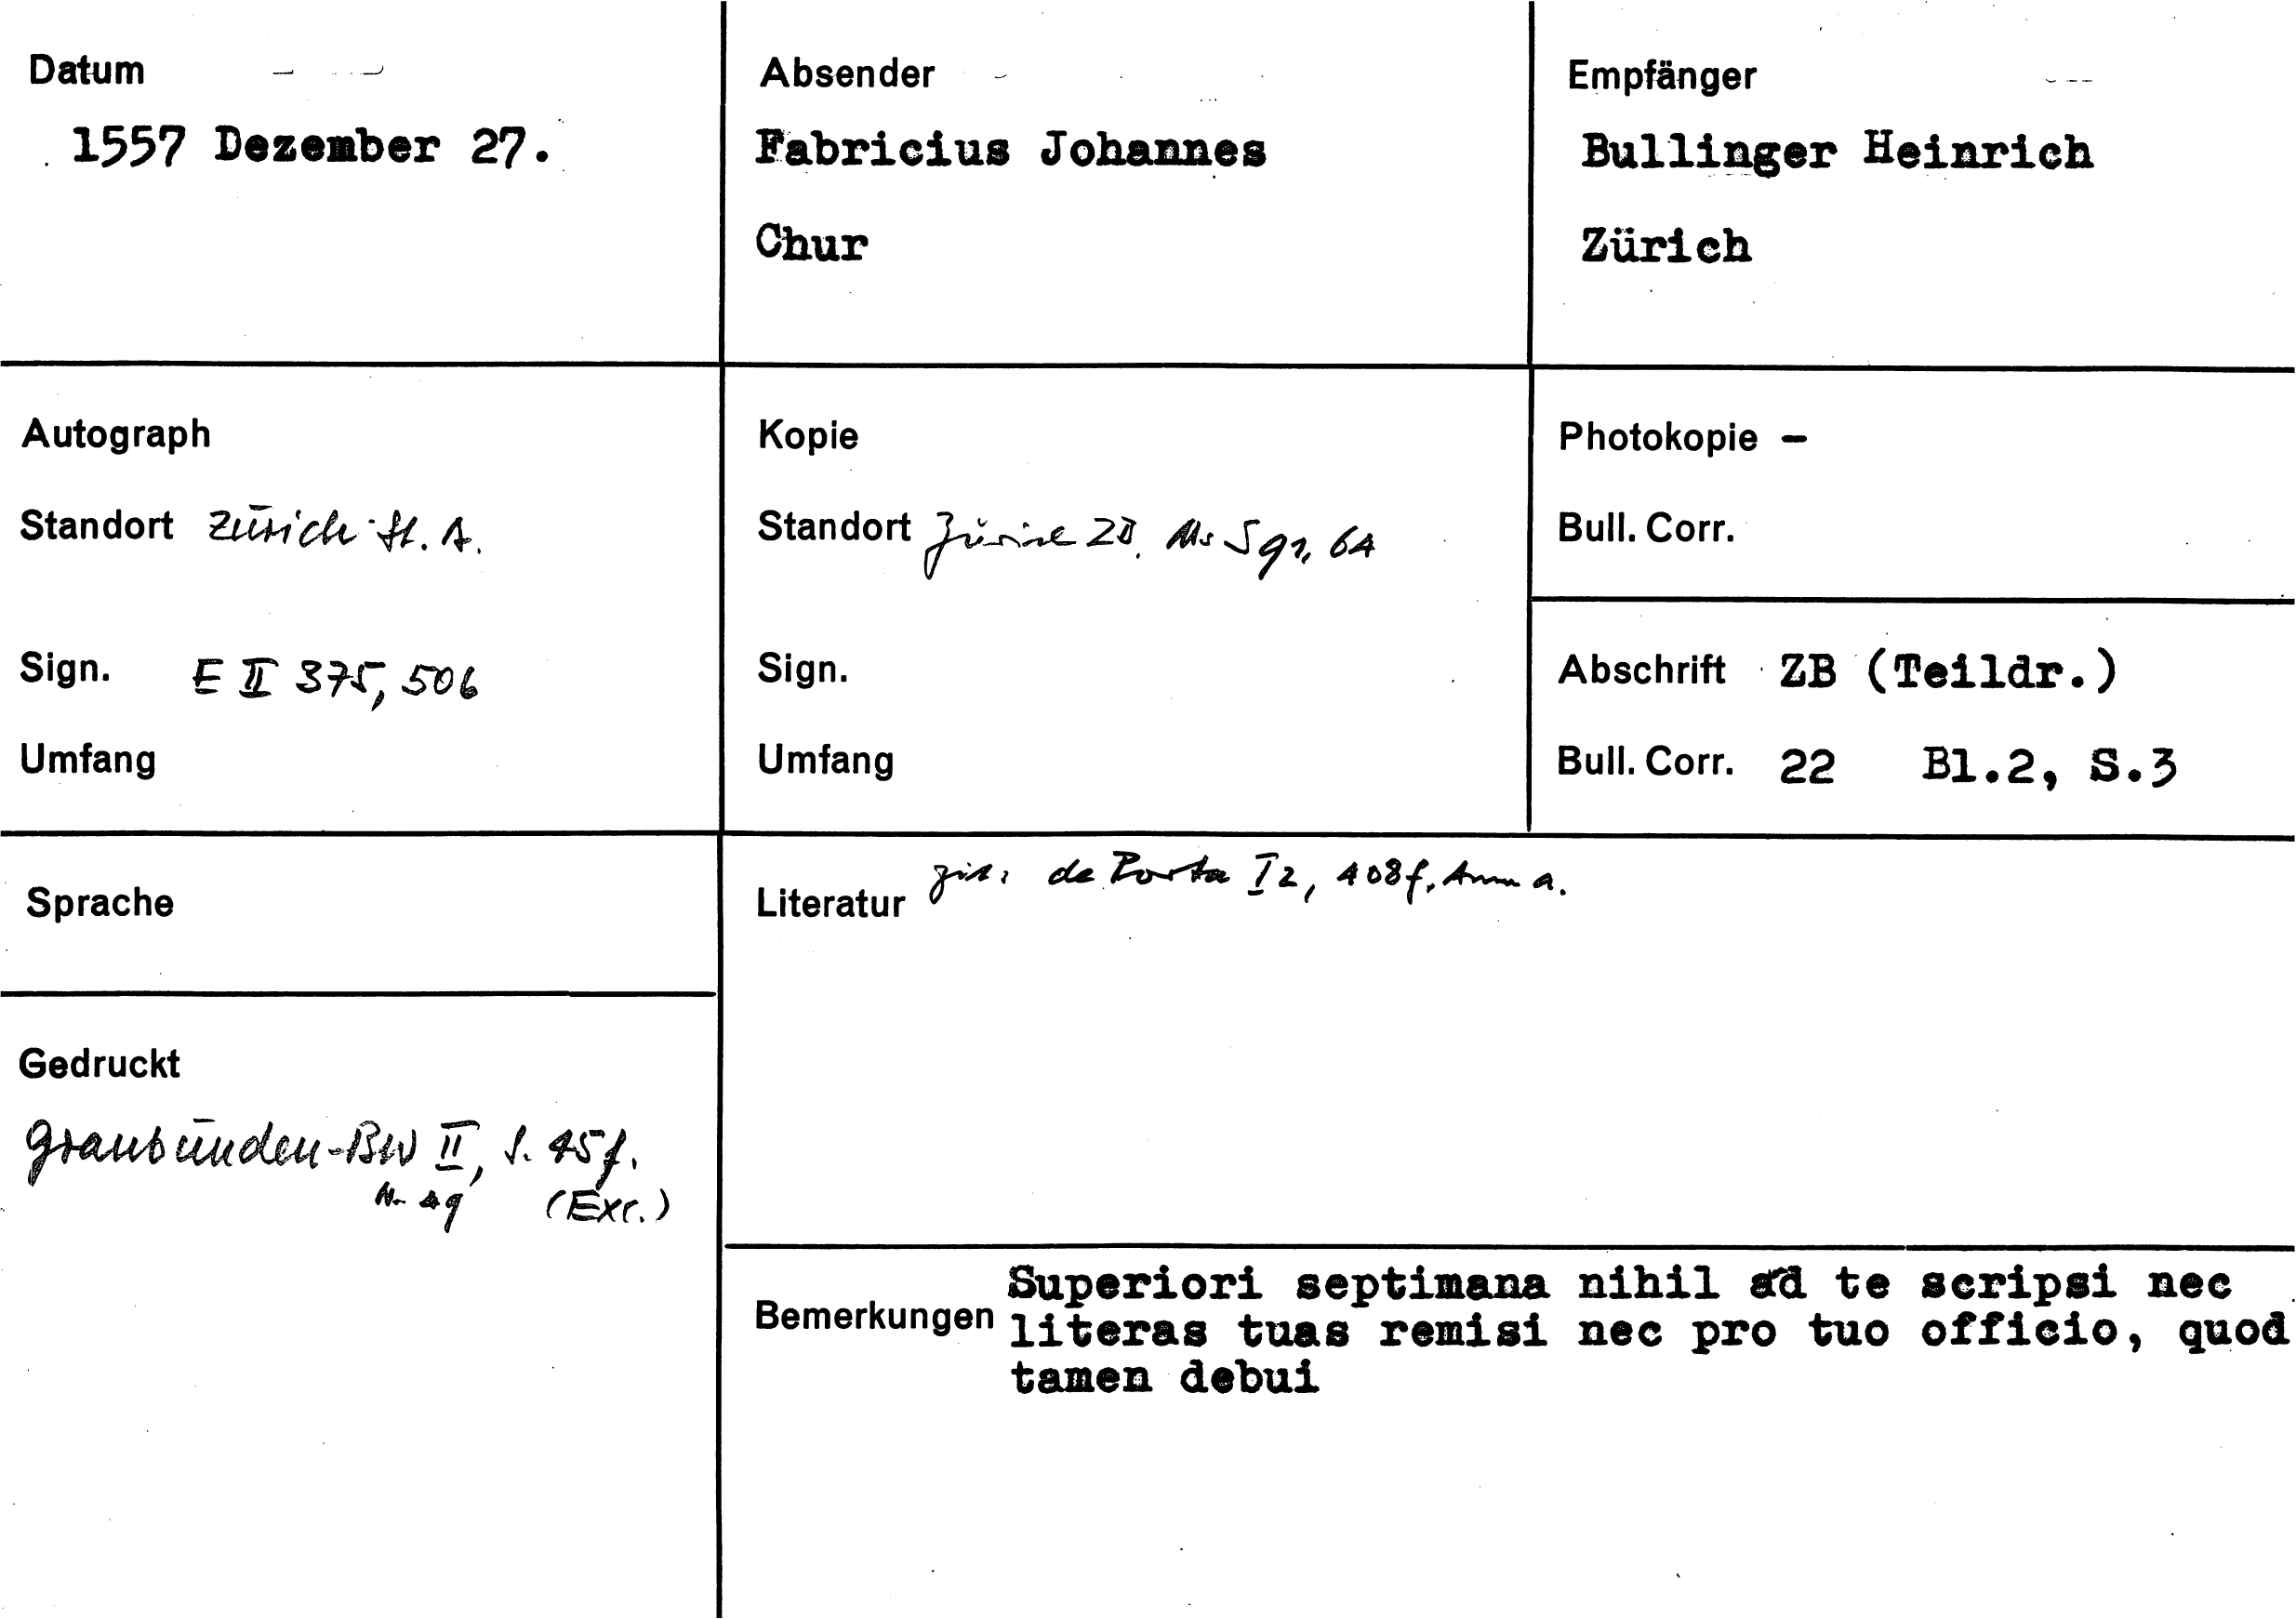 Datum
1557 Dezember 27.
Absender
Fabricius Johannes
Chur
Empfänger
Bullinger Heinrich
Zürich
Autograph
Standort Zürich St. A.
Sign. E II 375, 506
Umfang
Kopie
Standort Zürich ZB, Ms S 91, 64
Sign.
Umfang
Photokopie –
Bull. Corr.
Abschrift ZB (Teildr.)
Bull. Corr. 22 Bl.2, S.3
Sprache
Gedruckt
Graubünden-BW II, S. 45 f.
(Exc.)
Literatur zit. de Porta I 2, 408 f, Anm a.
Bemerkungen
Superiori septimana nihil ad te scripsi nec
literas tuas remisi nec pro tuo officio, quod
tamen debui